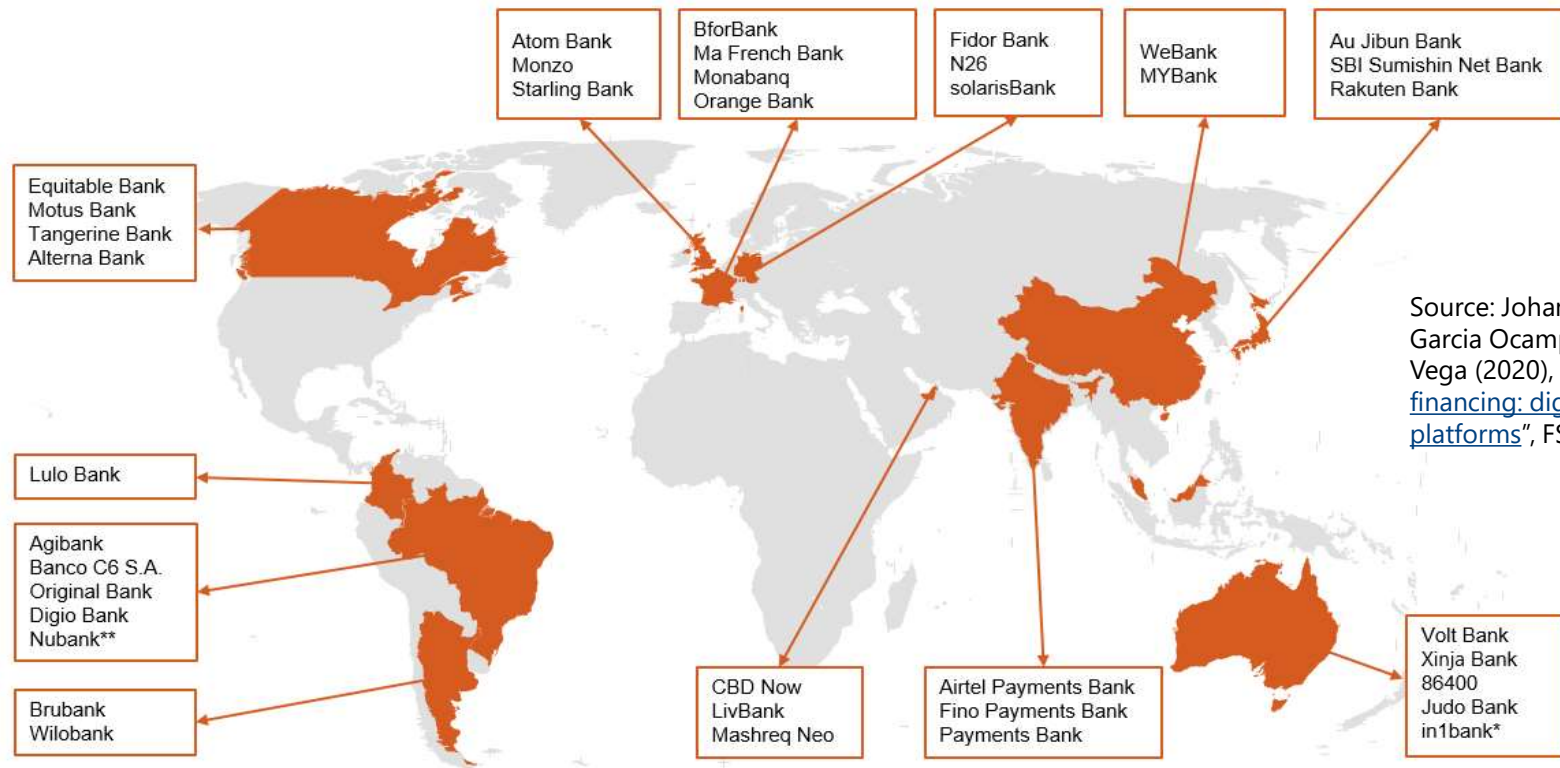 Atom Bank
Monzo
Starling Bank
BforBank
Ma French Bank
Monabanq
Orange Bank
Fidor Bank
N26
solarisBank
WeBank
MYBank
Au Jibun Bank
SBI Sumishin Net Bank
Rakuten Bank
Equitable Bank
Motus Bank
Tangerine Bank
Alterna Bank
Source: Johan
Garcia Ocamp
Vega (2020),
financing: dig
platforms”, FS
Lulo Bank
Agibank
Banco C6 S.A.
Original Bank
Digio Bank
Nubank**
Brubank
Wilobank
CBD Now
LivBank
Mashreq Neo
Airtel Payments Bank
Fino Payments Bank
Payments Bank
Volt Bank
Xinja Bank
86400
Judo Bank
in1bank*